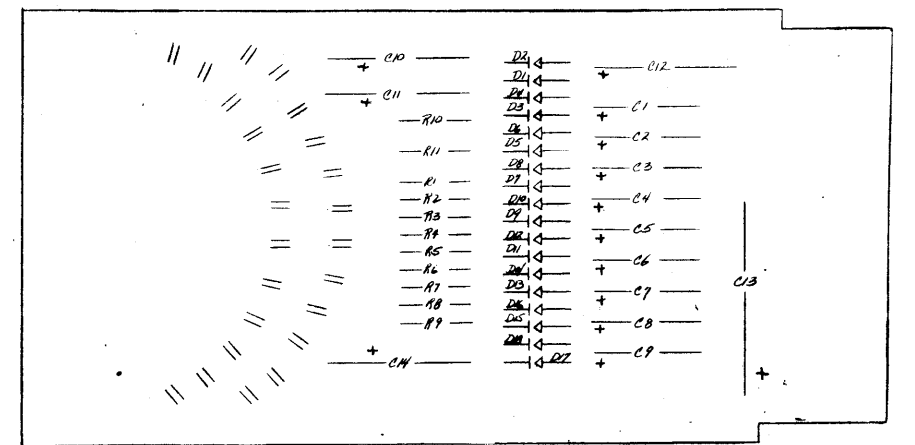 C10
+
C11
+
R10
R11
R1
R2
R3
R4
R5
R6
R7
R8
R9
+
C14
D2
D1
D4
D3
D6
D5
D8
D7
D10
D9
D12
D11
D14
D13
D16
D15
D18
D17
C12
+
C1
+
C2
+
C3
+
C4
+
C5
+
C6
+
C7
+
C8
+
C9
+
C13
+